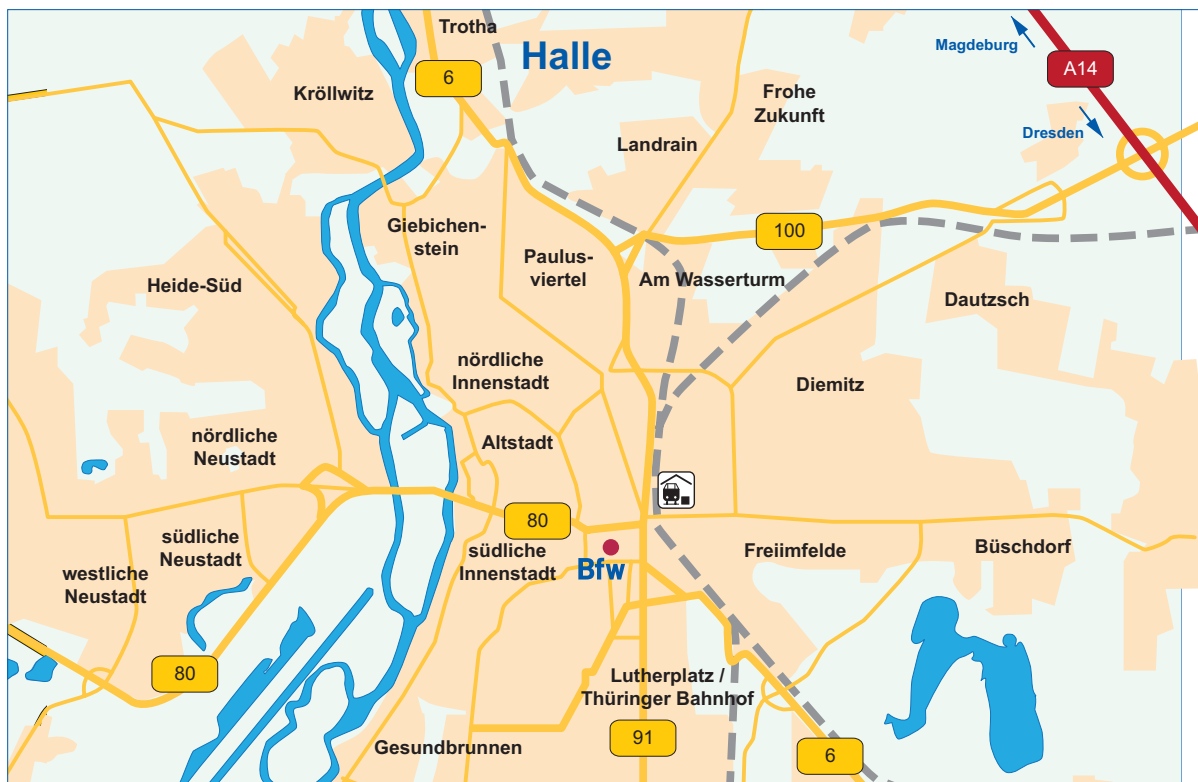 Trotha
Halle
Magdeburg
6
A14
Kröllwitz
Frohe
Zukunft
Dresden
Landrain
Giebichen-
stein
100
Paulus-
viertel
Am Wasserturm
Heide-Süd
Dautzsch
nördliche
Innenstadt
Diemitz
nördliche
Neustadt
Altstadt
80
südliche
Neustadt
südliche
Innenstadt
Freiimfelde
Büschdorf
Bfw
westliche
Neustadt
80
Lutherplatz /
Thüringer Bahnhof
91
Gesundbrunnen
6